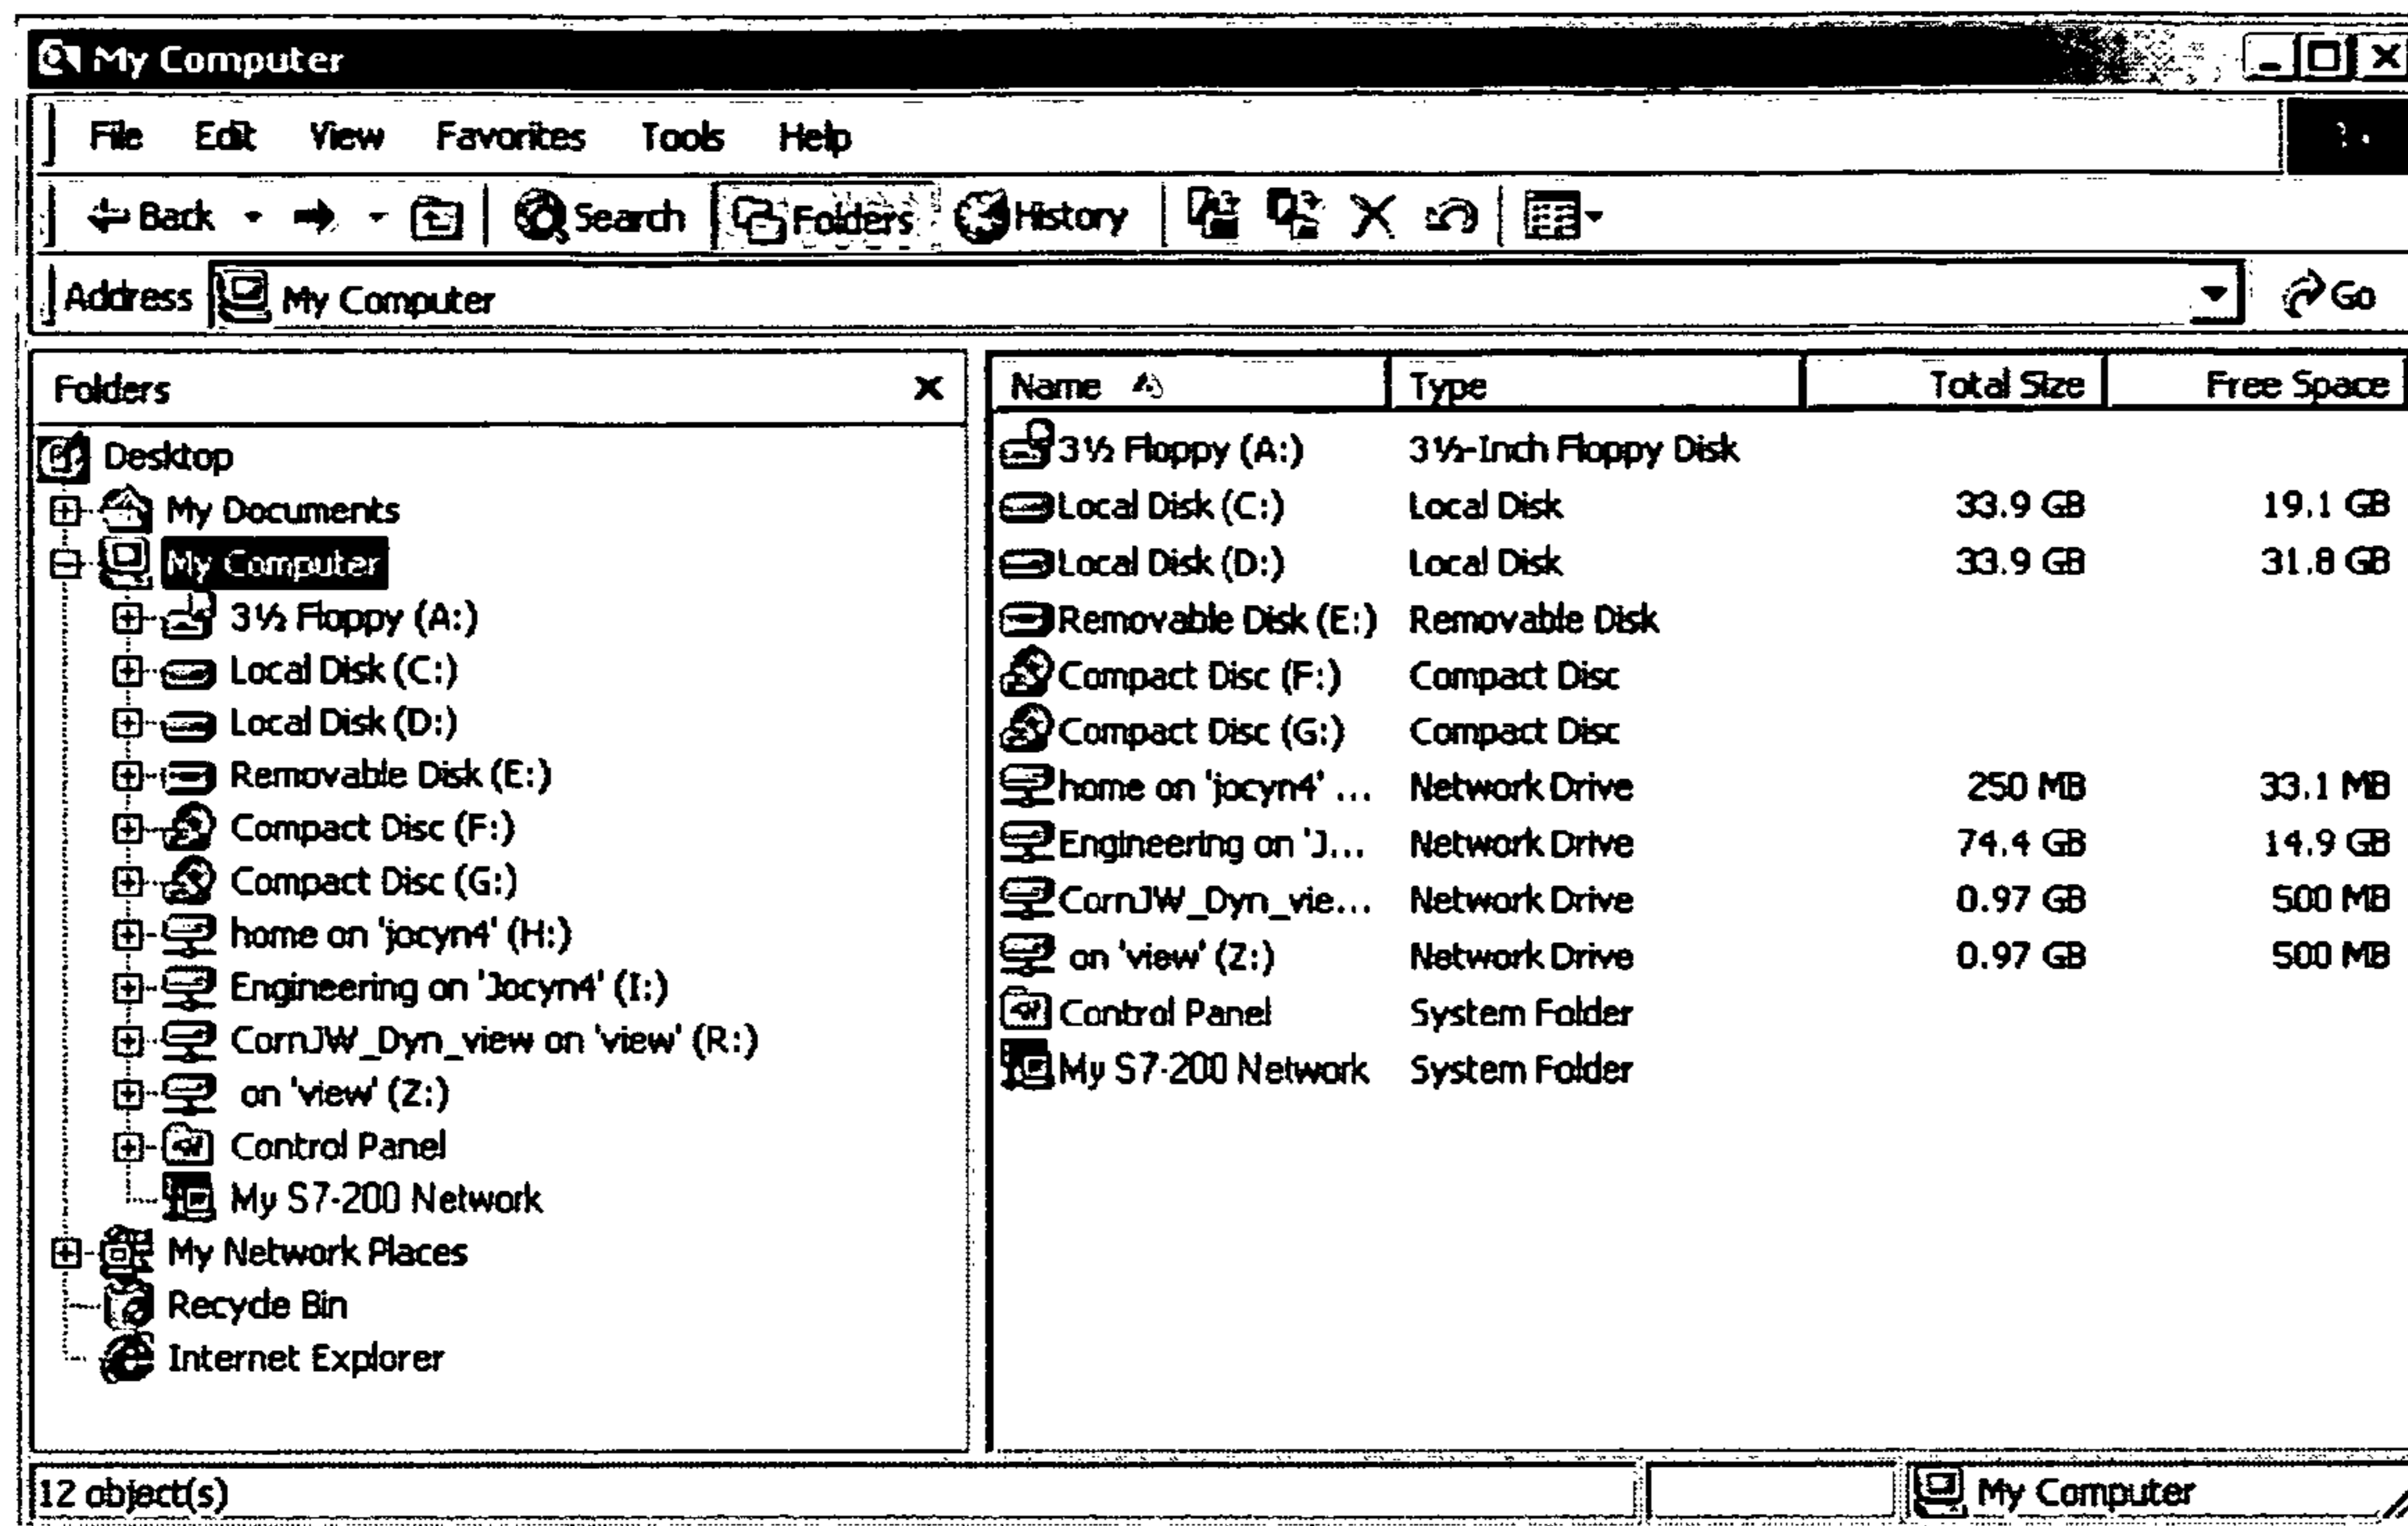 My Computer
File Edit View Favorites Tools Help
Back Search Folders History
Address My Computer Go
Folders
Desktop
My Documents
My Computer
3½ Floppy (A:)
Local Disk (C:)
Local Disk (D:)
Removable Disk (E:)
Compact Disc (F:)
Compact Disc (G:)
home on 'jocyn4' (H:)
Engineering on 'Jocyn4' (I:)
CornJW_Dyn_view on 'view' (R:)
on 'view' (Z:)
Control Panel
My S7-200 Network
My Network Places
Recycle Bin
Internet Explorer
Name Type Total Size Free Space
3½ Floppy (A:) 3½-Inch Floppy Disk
Local Disk (C:) Local Disk 33.9 GB 19.1 GB
Local Disk (D:) Local Disk 33.9 GB 31.8 GB
Removable Disk (E:) Removable Disk
Compact Disc (F:) Compact Disc
Compact Disc (G:) Compact Disc
home on 'jocyn4' ... Network Drive 250 MB 33.1 MB
Engineering on 'J... Network Drive 74.4 GB 14.9 GB
CornJW_Dyn_vie... Network Drive 0.97 GB 500 MB
on 'view' (Z:) Network Drive 0.97 GB 500 MB
Control Panel System Folder
My S7-200 Network System Folder
12 object(s) My Computer